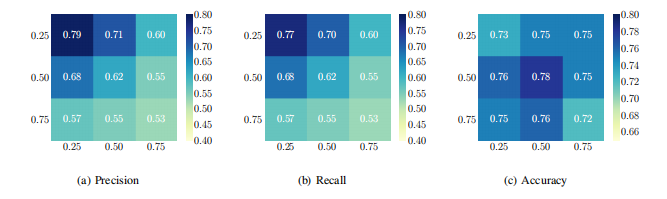 0.25 0.79 0.71 0.60
0.50 0.68 0.62 0.55
0.75 0.57 0.55 0.53
0.25 0.50 0.75
0.80
0.75
0.70
0.65
0.60
0.55
0.50
0.45
0.40
(a) Precision
0.25 0.77 0.70 0.60
0.50 0.68 0.62 0.55
0.75 0.57 0.55 0.53
0.25 0.50 0.75
0.80
0.75
0.70
0.65
0.60
0.55
0.50
0.45
0.40
(b) Recall
0.25 0.73 0.75 0.75
0.50 0.76 0.78 0.75
0.75 0.75 0.76 0.72
0.25 0.50 0.75
0.80
0.78
0.76
0.74
0.72
0.70
0.68
0.66
(c) Accuracy